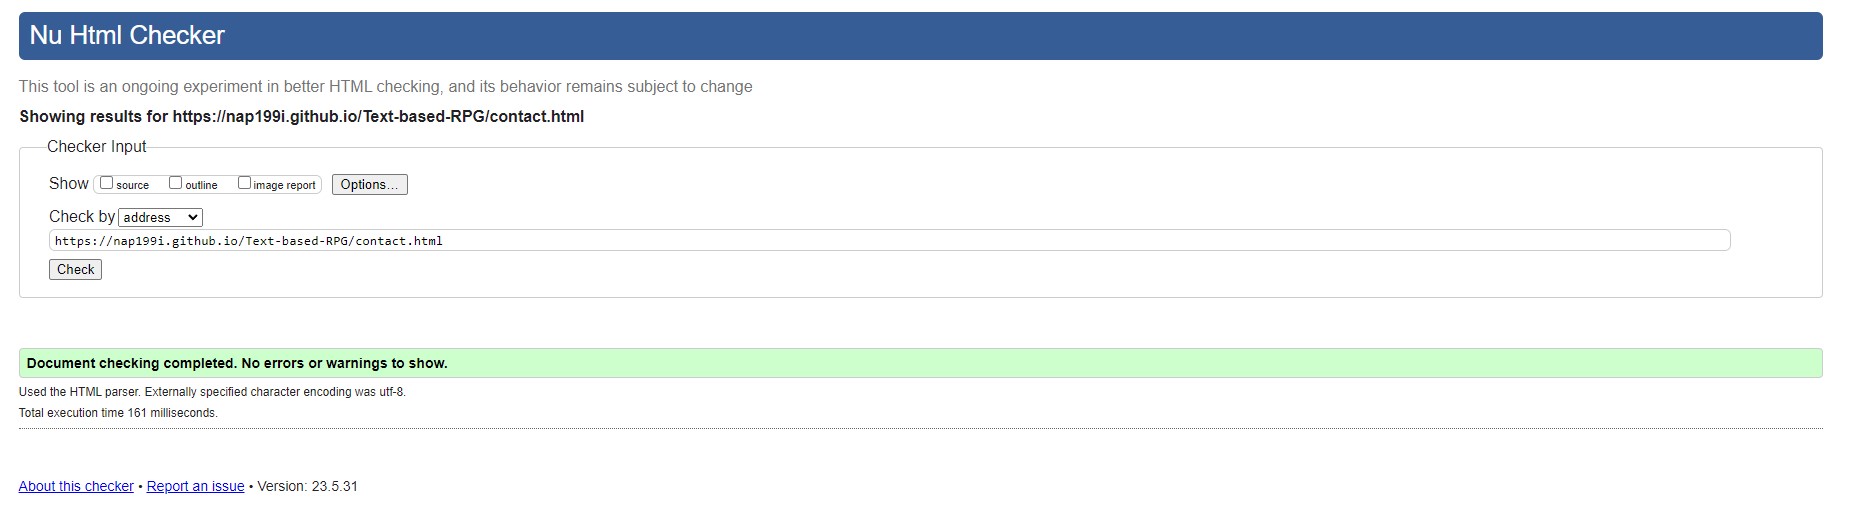 Nu Html Checker
This tool is an ongoing experiment in better HTML checking, and its behavior remains subject to change
Showing results for https://nap199i.github.io/Text-based-RPG/contact.html
Checker Input
Show source outline image report Options...
Check by address
https://nap199i.github.io/Text-based-RPG/contact.html
Check
Document checking completed. No errors or warnings to show.
Used the HTML parser. Externally specified character encoding was utf-8.
Total execution time 161 milliseconds.
About this checker • Report an issue • Version: 23.5.31